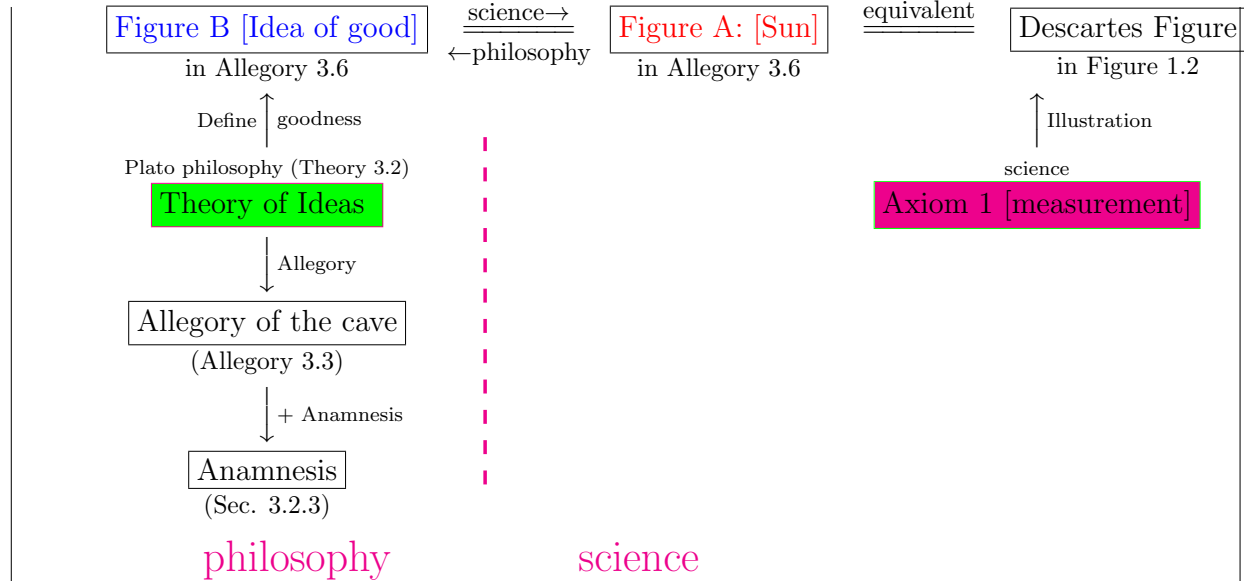 Figure B [Idea of good] science→ ←philosophy Figure A: [Sun] equivalent Descartes Figure
in Allegory 3.6 in Allegory 3.6 in Figure 1.2
Define goodness Illustration
Plato philosophy (Theory 3.2) science
Theory of Ideas Axiom 1 [measurement]
Allegory
Allegory of the cave
(Allegory 3.3)
+ Anamnesis
Anamnesis
(Sec. 3.2.3)
philosophy science